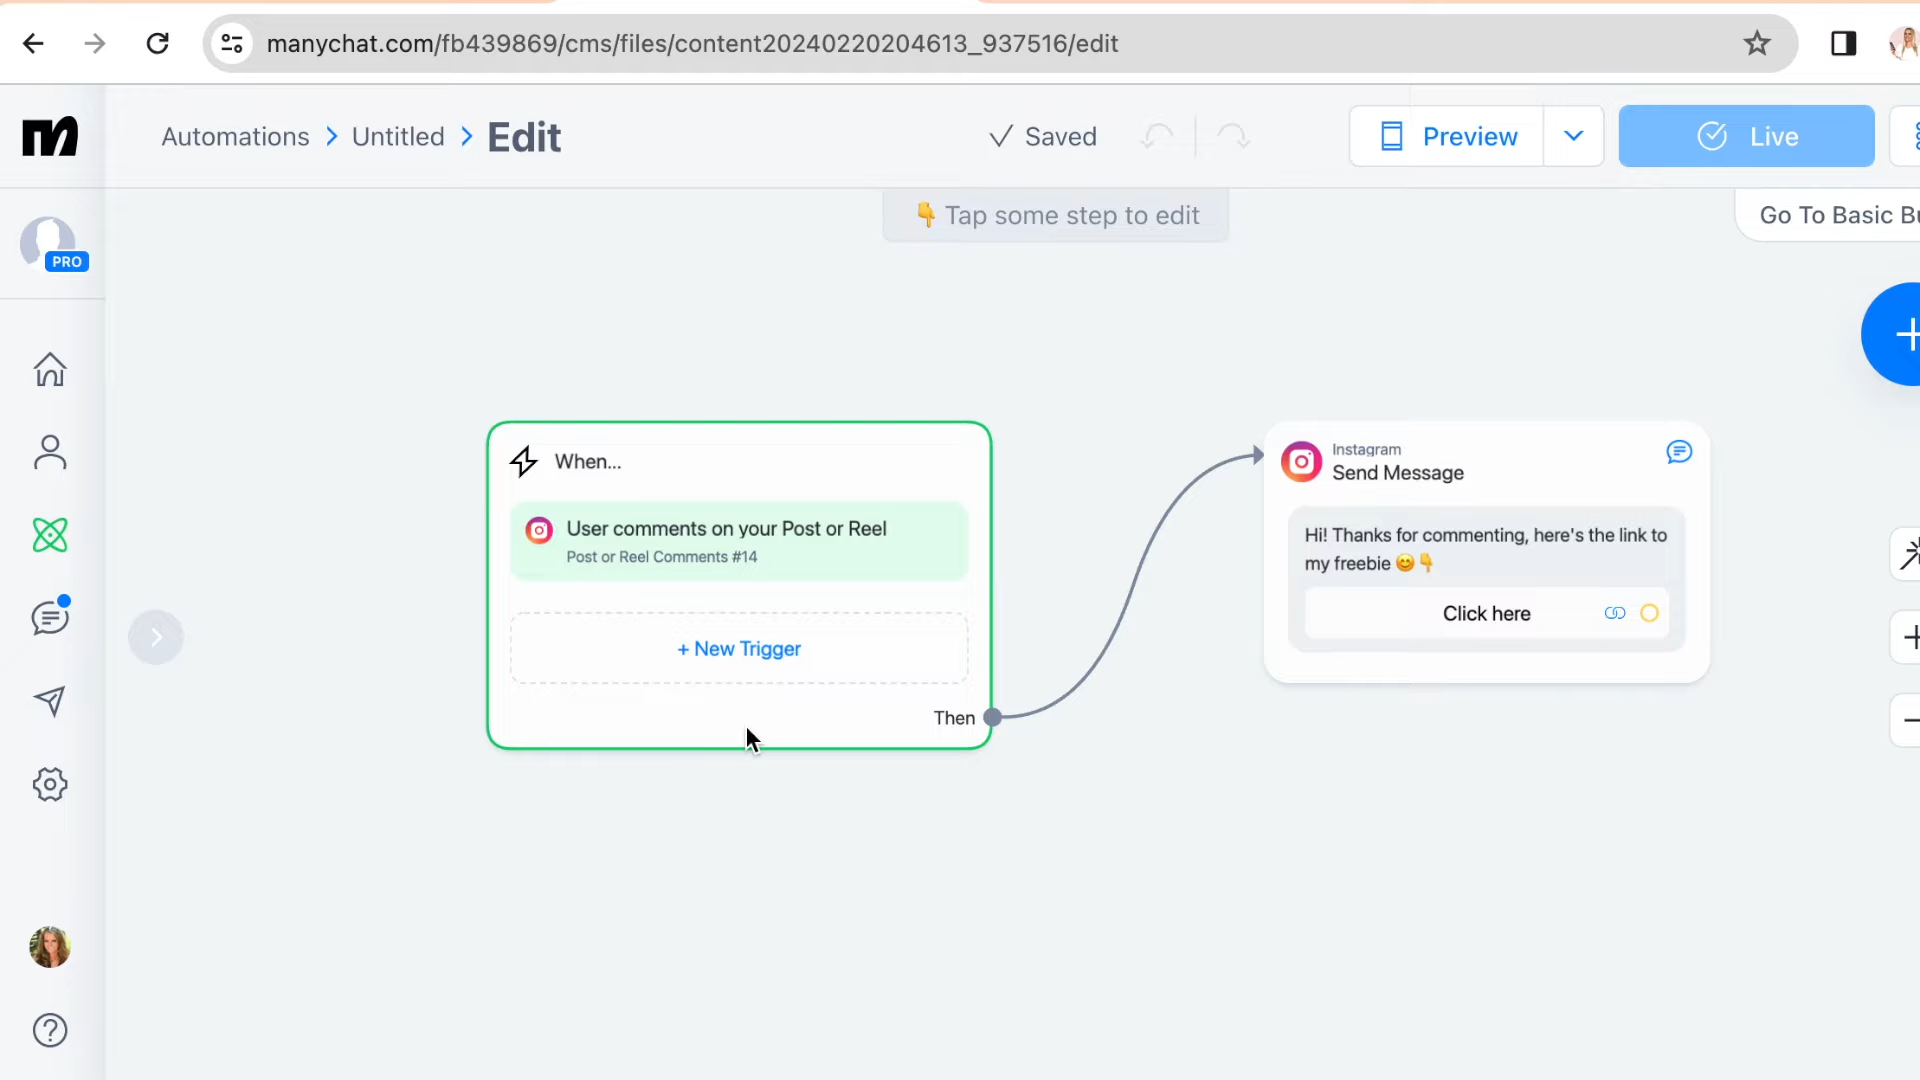 manychat.com/fb439869/cms/files/content20240220204613_937516/edit
Automations > Untitled > Edit
Saved
Preview
Live
👇 Tap some step to edit
Go To Basic
PRO
When...
User comments on your Post or Reel
Post or Reel Comments #14
+ New Trigger
Then
Instagram
Send Message
Hi! Thanks for commenting, here's the link to
my freebie 😊👇
Click here